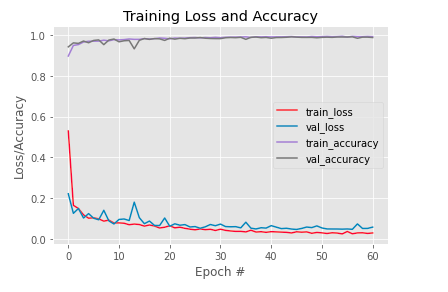 Training Loss and Accuracy
1.0
0.8
0.6
0.4
0.2
0.0
Loss/Accuracy
train_loss
val_loss
train_accuracy
val_accuracy
0 10 20 30 40 50 60
Epoch #